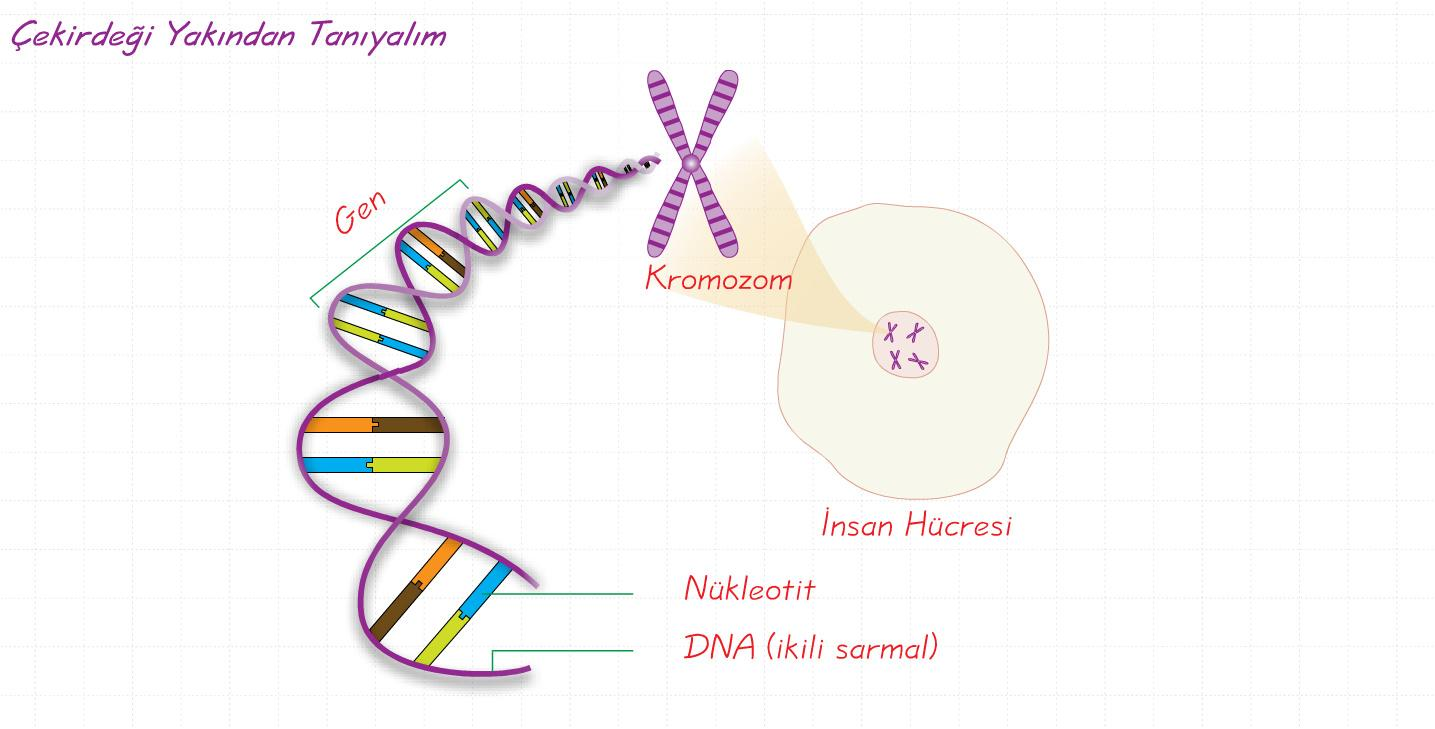 Çekirdeği Yakından Tanıyalım
Gen
Kromozom
İnsan Hücresi
Nükleotit
DNA (ikili sarmal)